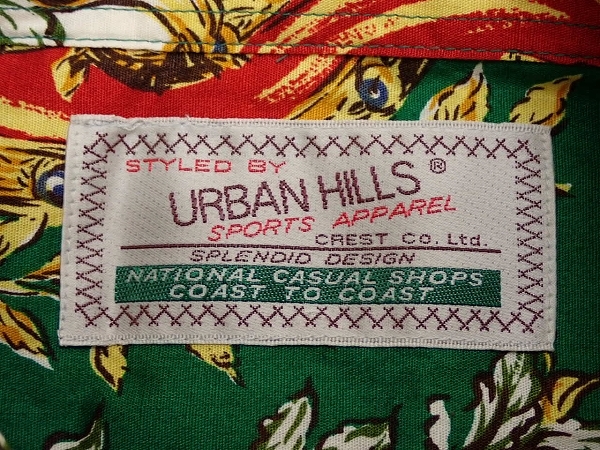 STYLED BY
URBAN HILLS®
SPORTS APPAREL
CREST CO. Ltd.
SPLENDID DESIGN
NATIONAL CASUAL SHOPS
COAST TO COAST